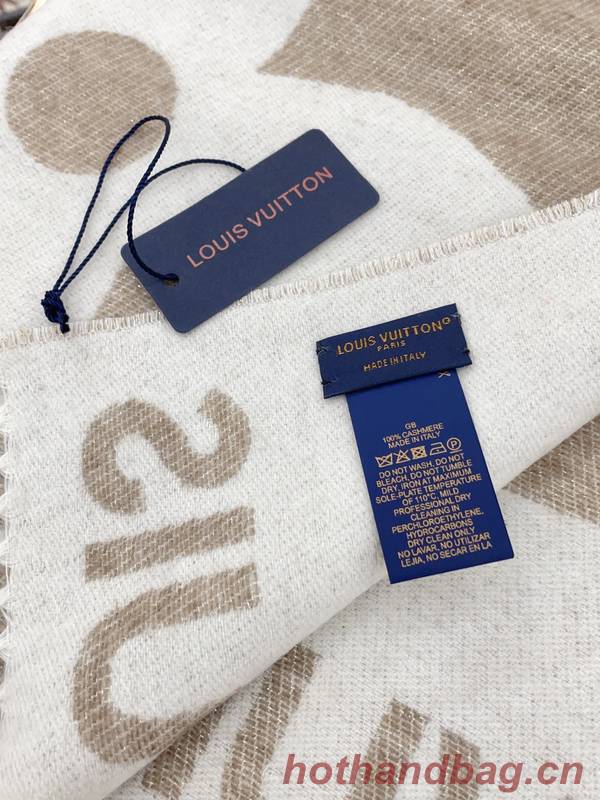 LOUIS VUITTON
LOUIS VUITTON
PARIS
MADE IN ITALY
GB
100% CASHMERE
MADE IN ITALY
DO NOT WASH, DO NOT
BLEACH, DO NOT TUMBLE
DRY, IRON AT MAXIMUM
SOLE-PLATE TEMPERATURE
OF 110°C, MILD
PROFESSIONAL DRY
CLEANING IN
PERCHLOROETHYLENE,
HYDROCARBONS
DRY CLEAN ONLY
NO LAVAR, NO UTILIZAR
LEJIA, NO SECAR EN LA
UIS
hothandbag.cn